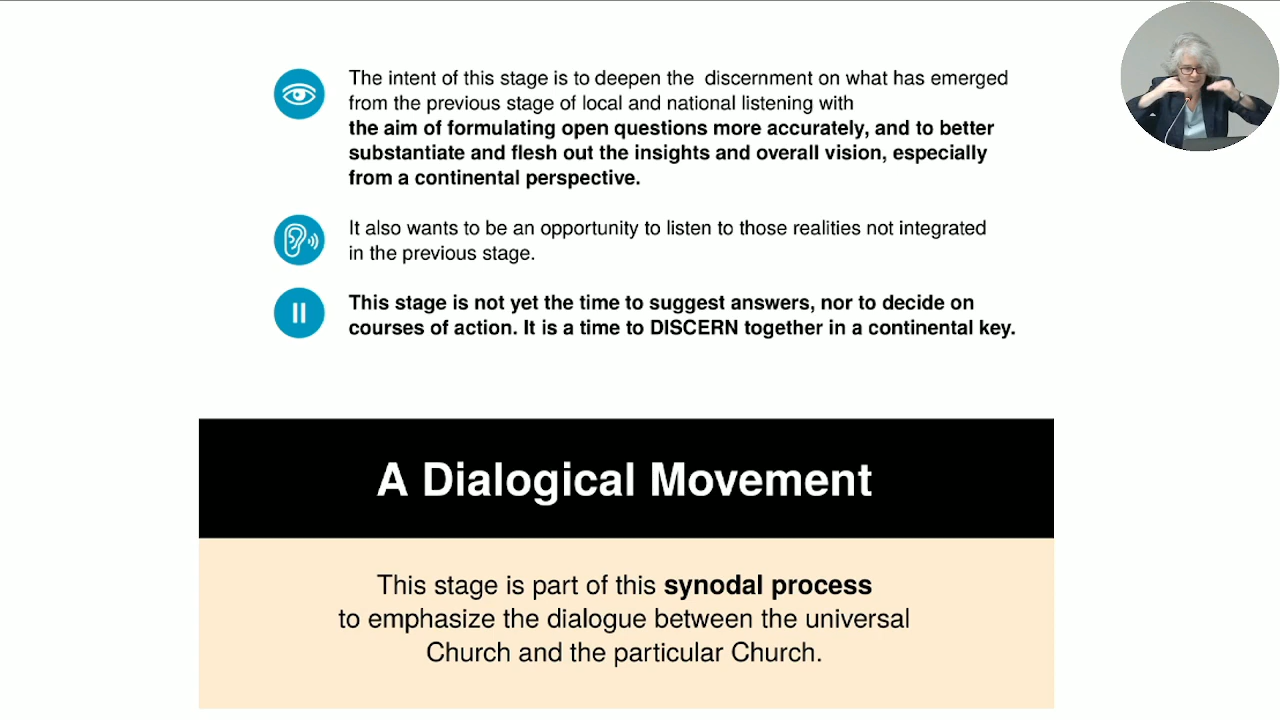 The intent of this stage is to deepen the discernment on what has emerged
from the previous stage of local and national listening with
the aim of formulating open questions more accurately, and to better
substantiate and flesh out the insights and overall vision, especially
from a continental perspective.
It also wants to be an opportunity to listen to those realities not integrated
in the previous stage.
This stage is not yet the time to suggest answers, nor to decide on
courses of action. It is a time to DISCERN together in a continental key.
A Dialogical Movement
This stage is part of this synodal process
to emphasize the dialogue between the universal
Church and the particular Church.